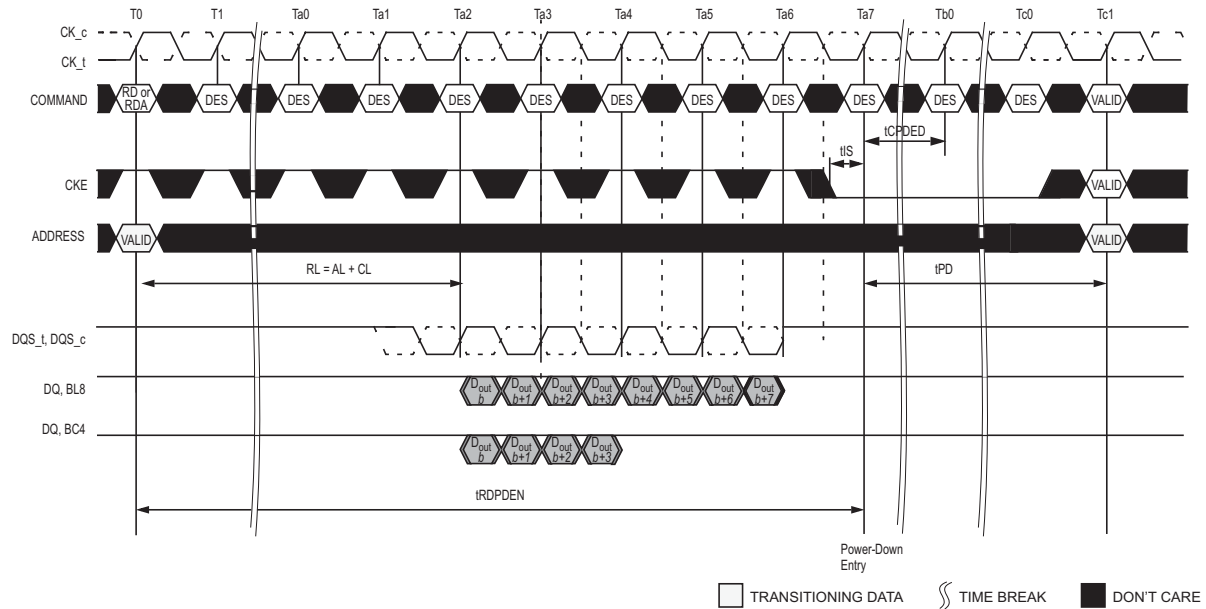 T0 T1 Ta0 Ta1 Ta2 Ta3 Ta4 Ta5 Ta6 Ta7 Tb0 Tc0 Tc1
CK_c
CK_t
COMMAND RD or RDA DES DES DES DES DES DES DES DES DES DES DES VALID
tCPDED
tIS
CKE VALID
ADDRESS VALID VALID
RL = AL + CL tPD
DQS_t, DQS_c
DQ, BL8 Dout b Dout b+1 Dout b+2 Dout b+3 Dout b+4 Dout b+5 Dout b+6 Dout b+7
DQ, BC4 Dout b Dout b+1 Dout b+2 Dout b+3
tRDPDEN
Power-Down
Entry
TRANSITIONING DATA TIME BREAK DON'T CARE